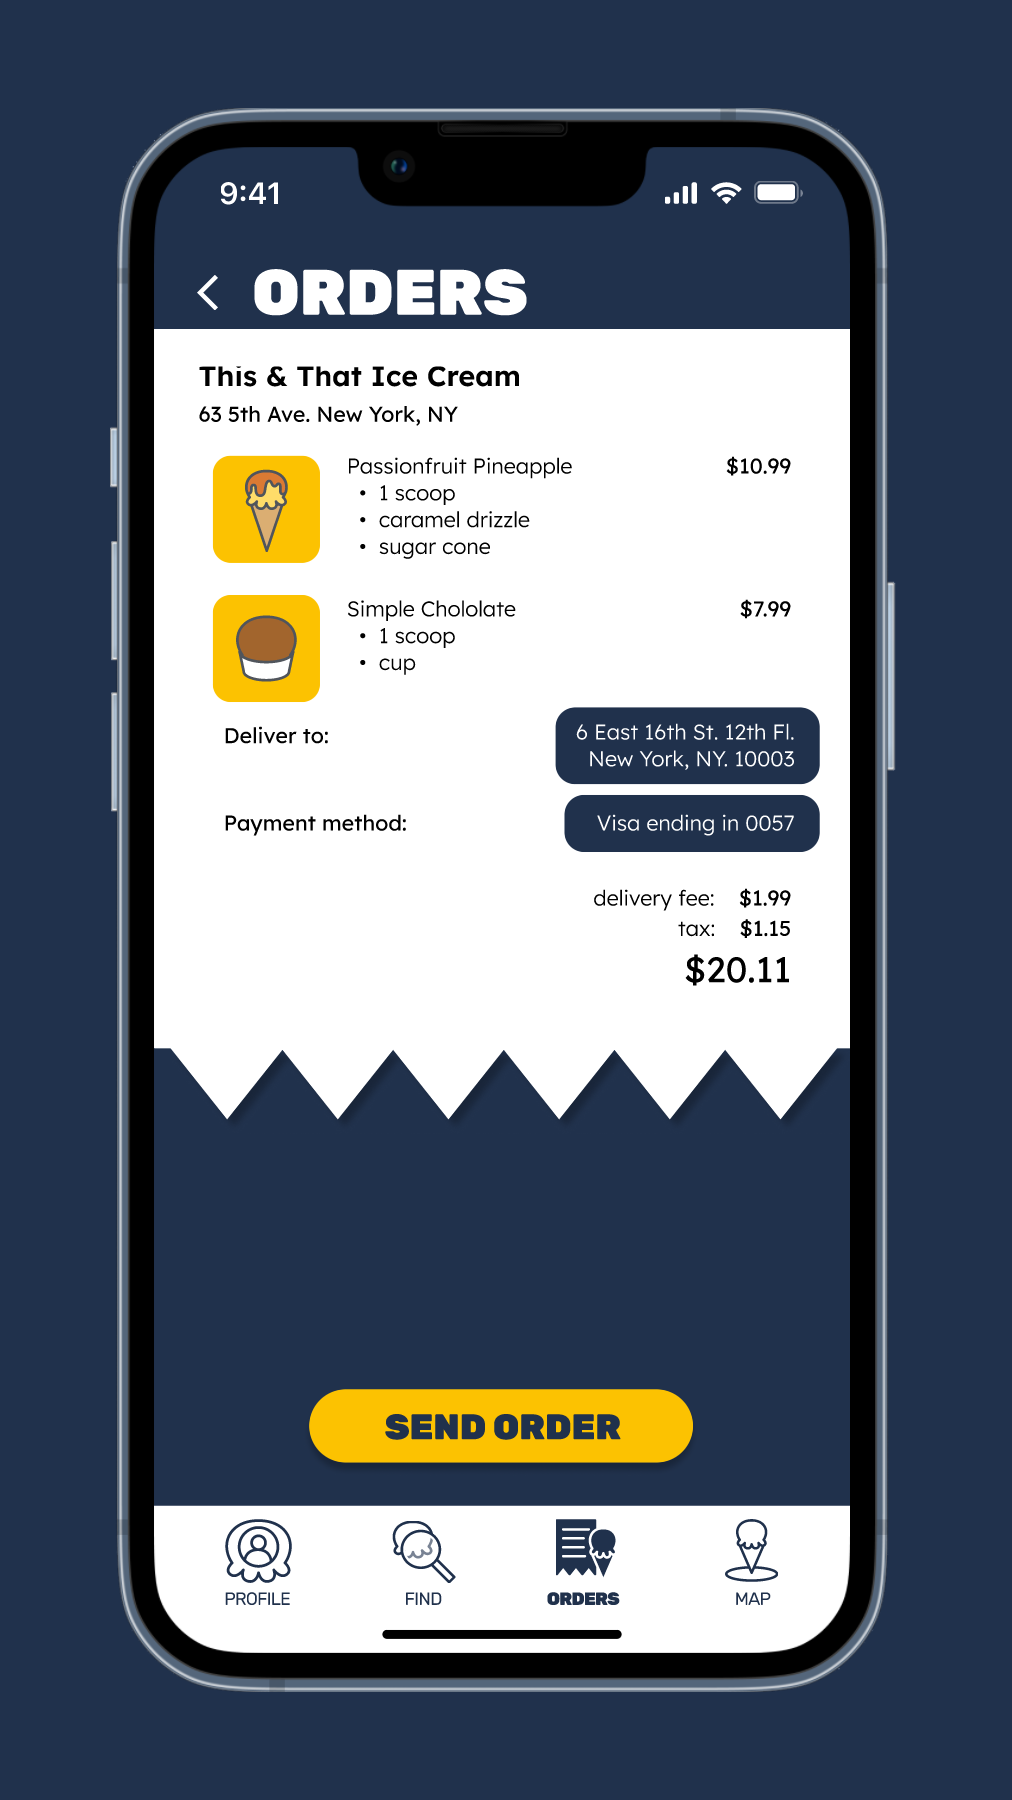 9:41
ORDERS
This & That Ice Cream
63 5th Ave. New York, NY
Passionfruit Pineapple $10.99
• 1 scoop
• caramel drizzle
• sugar cone
Simple Chololate $7.99
• 1 scoop
• cup
Deliver to: 6 East 16th St. 12th Fl.
New York, NY. 10003
Payment method: Visa ending in 0057
delivery fee: $1.99
tax: $1.15
$20.11
SEND ORDER
PROFILE FIND ORDERS MAP